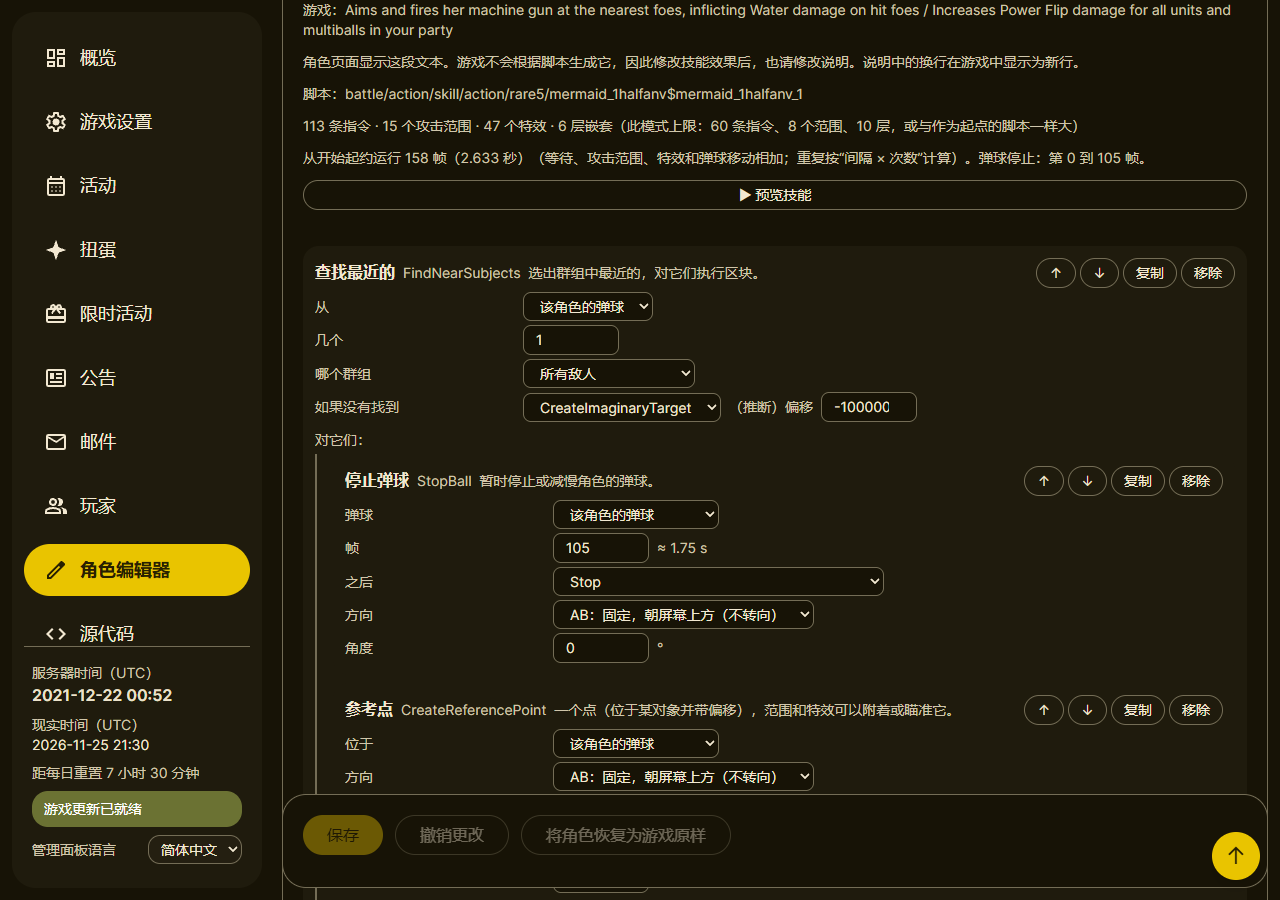 概览
游戏设置
活动
扭蛋
限时活动
公告
邮件
玩家
角色编辑器
源代码
服务器时间（UTC）
2021-12-22 00:52
现实时间（UTC）
2026-11-25 21:30
距每日重置 7 小时 30 分钟
游戏更新已就绪
管理面板语言 简体中文
游戏：Aims and fires her machine gun at the nearest foes, inflicting Water damage on hit foes / Increases Power Flip damage for all units and
multiballs in your party
角色页面显示这段文本。游戏不会根据脚本生成它，因此修改技能效果后，也请修改说明。说明中的换行在游戏中显示为新行。
脚本：battle/action/skill/action/rare5/mermaid_1halfanv$mermaid_1halfanv_1
113 条指令 · 15 个攻击范围 · 47 个特效 · 6 层嵌套（此模式上限：60 条指令、8 个范围、10 层，或与作为起点的脚本一样大）
从开始起约运行 158 帧（2.633 秒）（等待、攻击范围、特效和弹球移动相加；重复按“间隔 × 次数”计算）。弹球停止：第 0 到 105 帧。
▶ 预览技能
查找最近的 FindNearSubjects 选出群组中最近的，对它们执行区块。 ↑ ↓ 复制 移除
从 该角色的弹球
几个 1
哪个群组 所有敌人
如果没有找到 CreateImaginaryTarget （推断）偏移 -100000
对它们：
停止弹球 StopBall 暂时停止或减慢角色的弹球。 ↑ ↓ 复制 移除
弹球 该角色的弹球
帧 105 ≈ 1.75 s
之后 Stop
方向 AB：固定，朝屏幕上方（不转向）
角度 0 °
参考点 CreateReferencePoint 一个点（位于某对象并带偏移），范围和特效可以附着或瞄准它。 ↑ ↓ 复制 移除
位于 该角色的弹球
方向 AB：固定，朝屏幕上方（不转向）
保存 撤销更改 将角色恢复为游戏原样 ↑